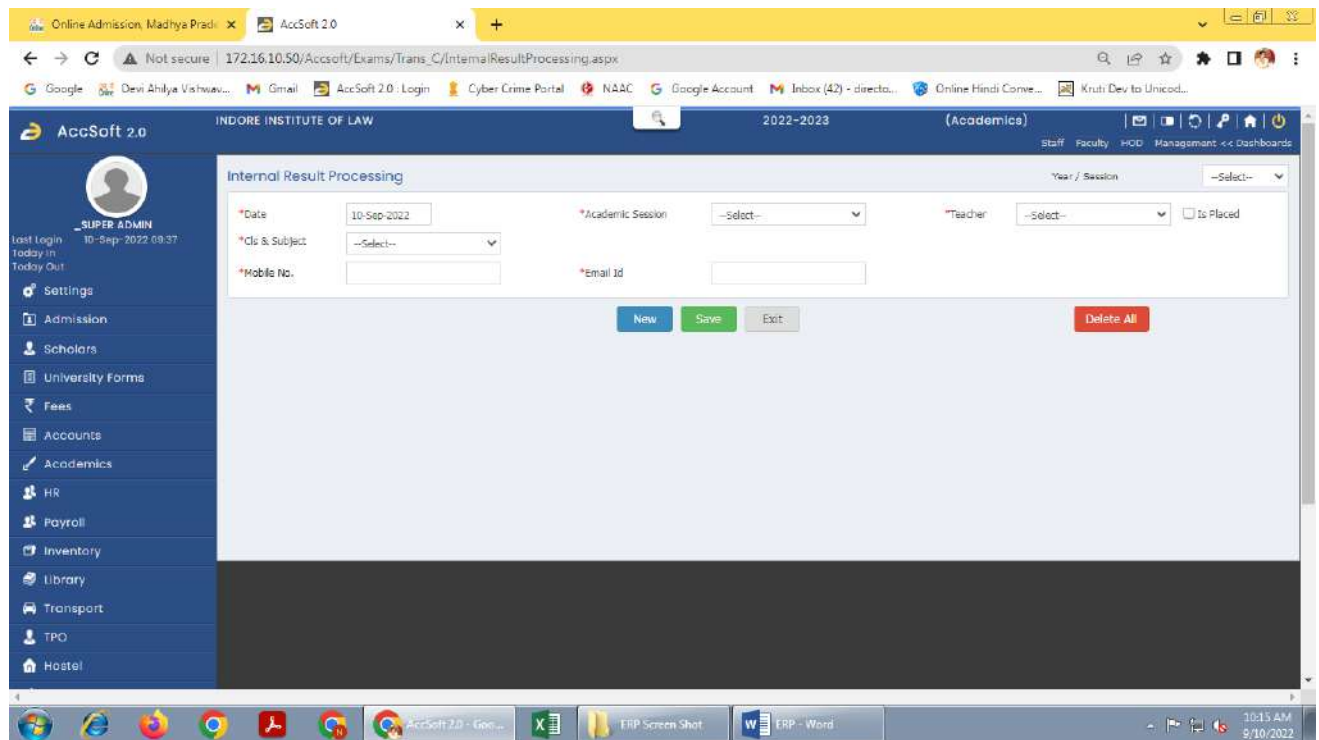 Online Admission, Madhya Prad
AccSoft 2.0
Not secure
172.16.10.50/Accsoft/Exams/Trans_C/InternalResultProcessing.aspx
Google
Devi Ahilya Vishwav...
Gmail
AccSoft 2.0 : Login
Cyber Crime Portal
NAAC
Google Account
Inbox (42) - directo...
Online Hindi Conve...
Kruti Dev to Unicod...
AccSoft 2.0
INDORE INSTITUTE OF LAW
2022-2023
(Academics)
Staff Faculty HOD Management << Dashboards
_SUPER ADMIN
Last Login 10-Sep-2022 09:37
Today In
Today Out
Settings
Admission
Scholars
University Forms
Fees
Accounts
Academics
HR
Payroll
Inventory
Library
Transport
TPO
Hostel
Internal Result Processing
Year / Session
--Select--
*Date
10-Sep-2022
*Academic Session
--Select--
*Teacher
--Select--
Is Placed
*Cls & Subject
--Select--
*Mobile No.
*Email Id
New
Save
Exit
Delete All
AccSoft 2.0 - Goo...
ERP Screen Shot
ERP - Word
10:15 AM
9/10/2022